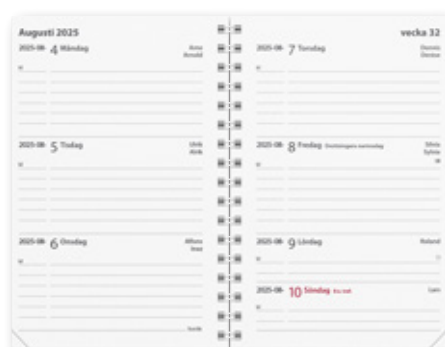 Augusti 2025
2025-08- 4 Måndag
Arne
Arnold
2025-08- 5 Tisdag
Ulrik
Alrik
2025-08- 6 Onsdag
Alfons
Inez
vecka 32
2025-08- 7 Torsdag
Dennis
Denise
2025-08- 8 Fredag
Silvia
Sylvia
2025-08- 9 Lördag
Roland
2025-08- 10 Söndag
Lars